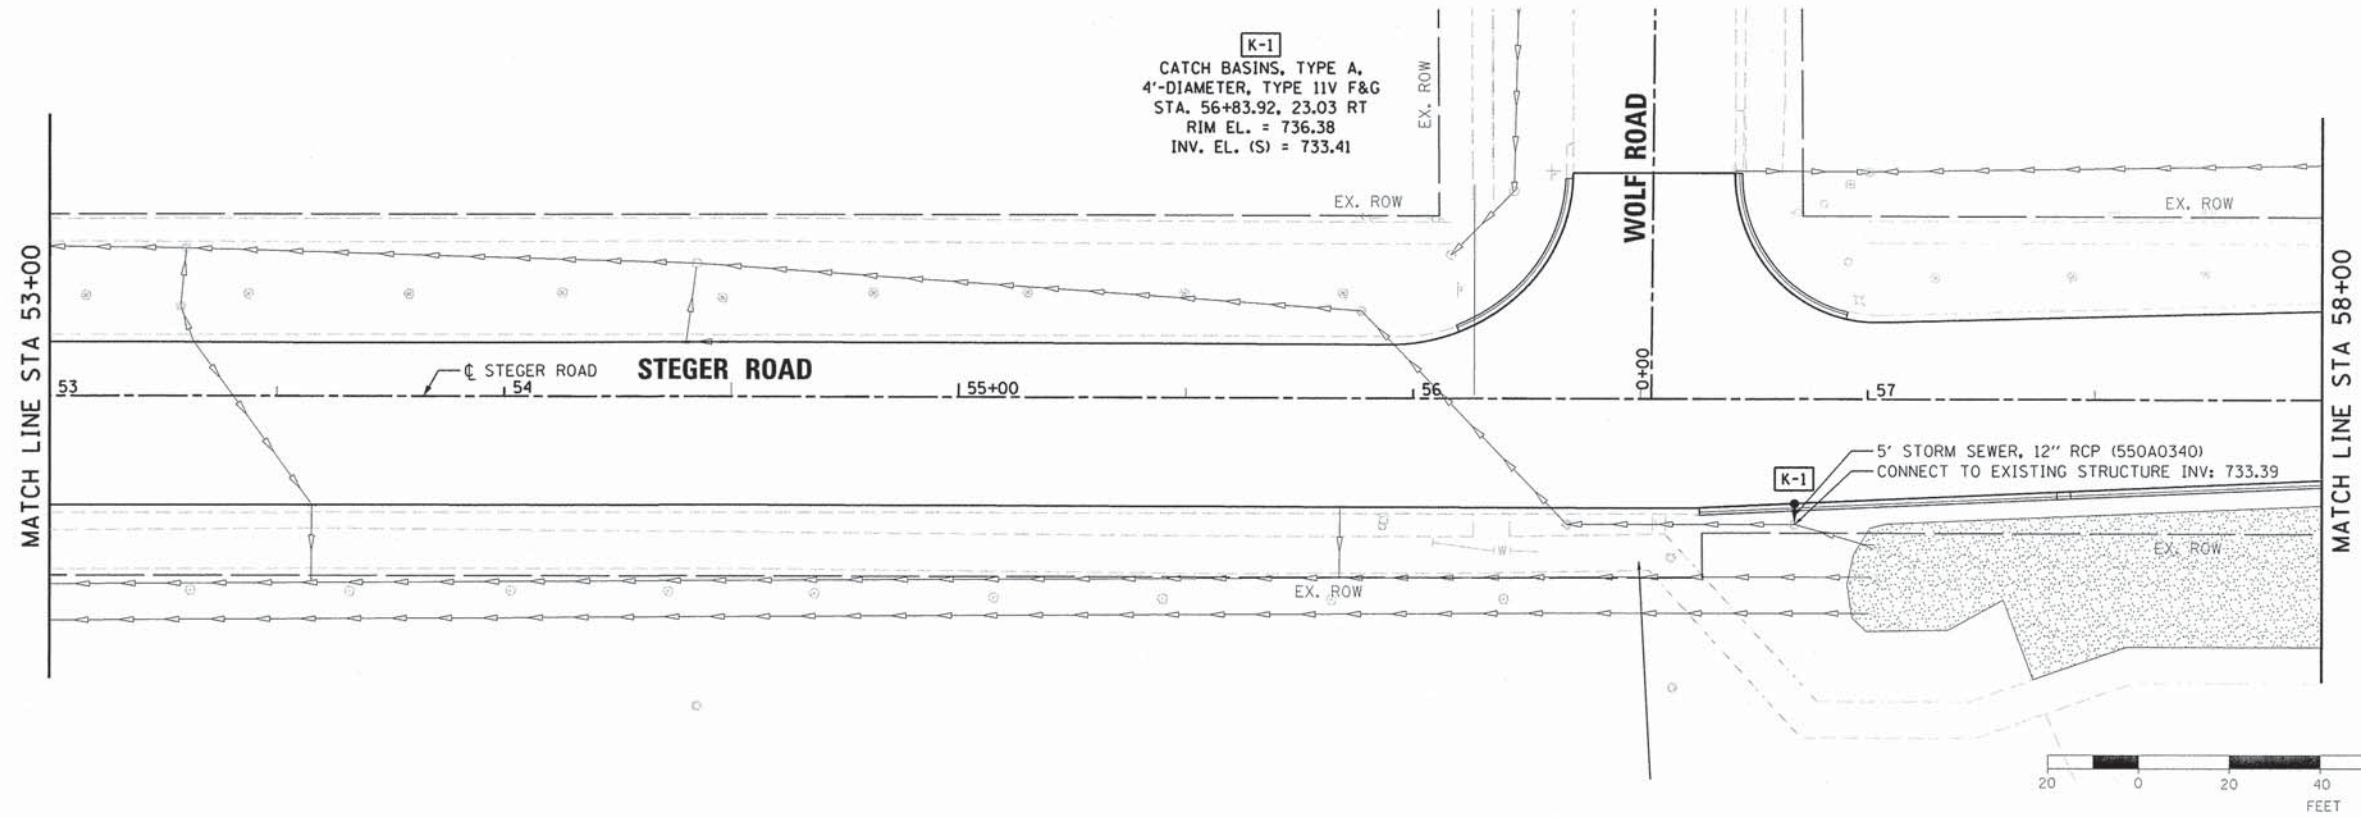 K-1
CATCH BASINS, TYPE A,
4'-DIAMETER, TYPE 11V F&G
STA. 56+83.92, 23.03 RT
RIM EL. = 736.38
INV. EL. (S) = 733.41
EX. ROW
WOLF ROAD
EX. ROW
EX. ROW
MATCH LINE STA 53+00
MATCH LINE STA 58+00
℄ STEGER ROAD
STEGER ROAD
53
54
55+00
56
0+00
57
5' STORM SEWER, 12'' RCP (550A0340)
CONNECT TO EXISTING STRUCTURE INV: 733.39
K-1
W
EX. ROW
EX. ROW
20 0 20 40
FEET